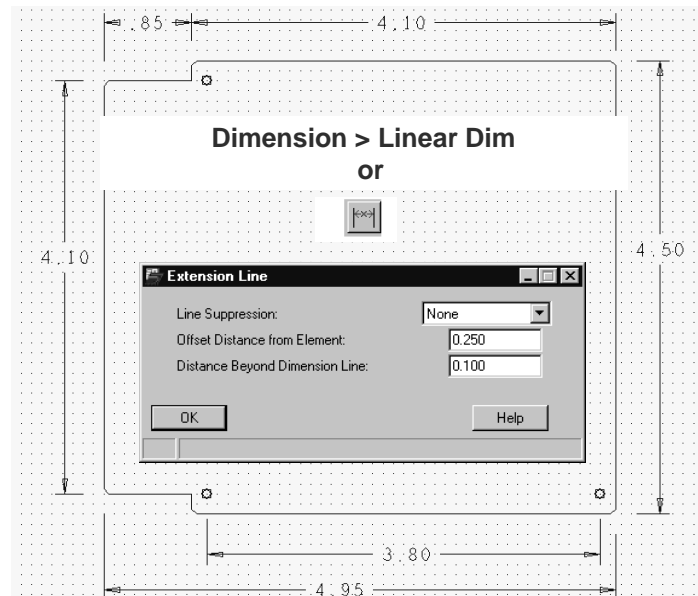 .85
4.10
Dimension > Linear Dim
or
4.10
4.50
Extension Line
Line Suppression:
None
Offset Distance from Element:
0.250
Distance Beyond Dimension Line:
0.100
OK
Help
3.80
4.95